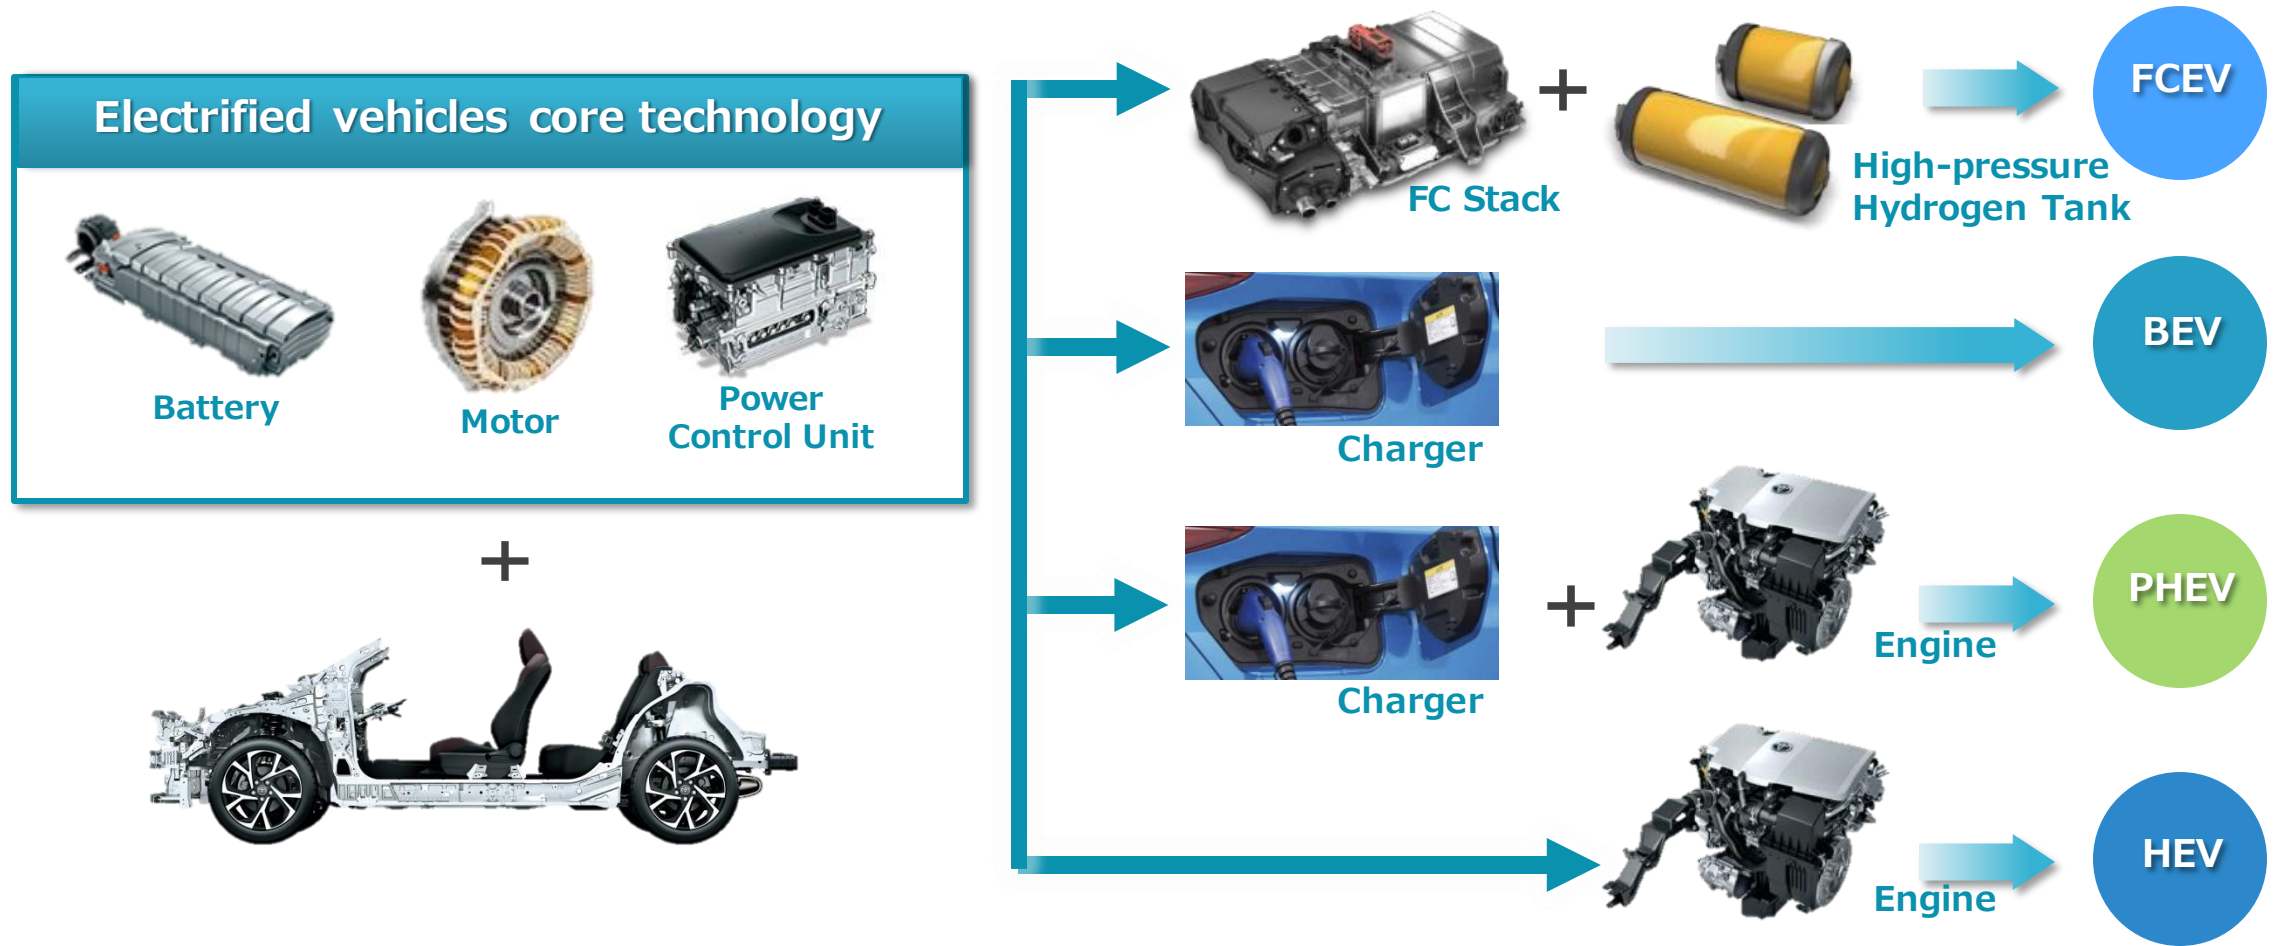 Electrified vehicles core technology
Battery
Motor
Power
Control Unit
+
FC Stack
+
High-pressure
Hydrogen Tank
FCEV
Charger
BEV
Charger
+
Engine
PHEV
Engine
HEV